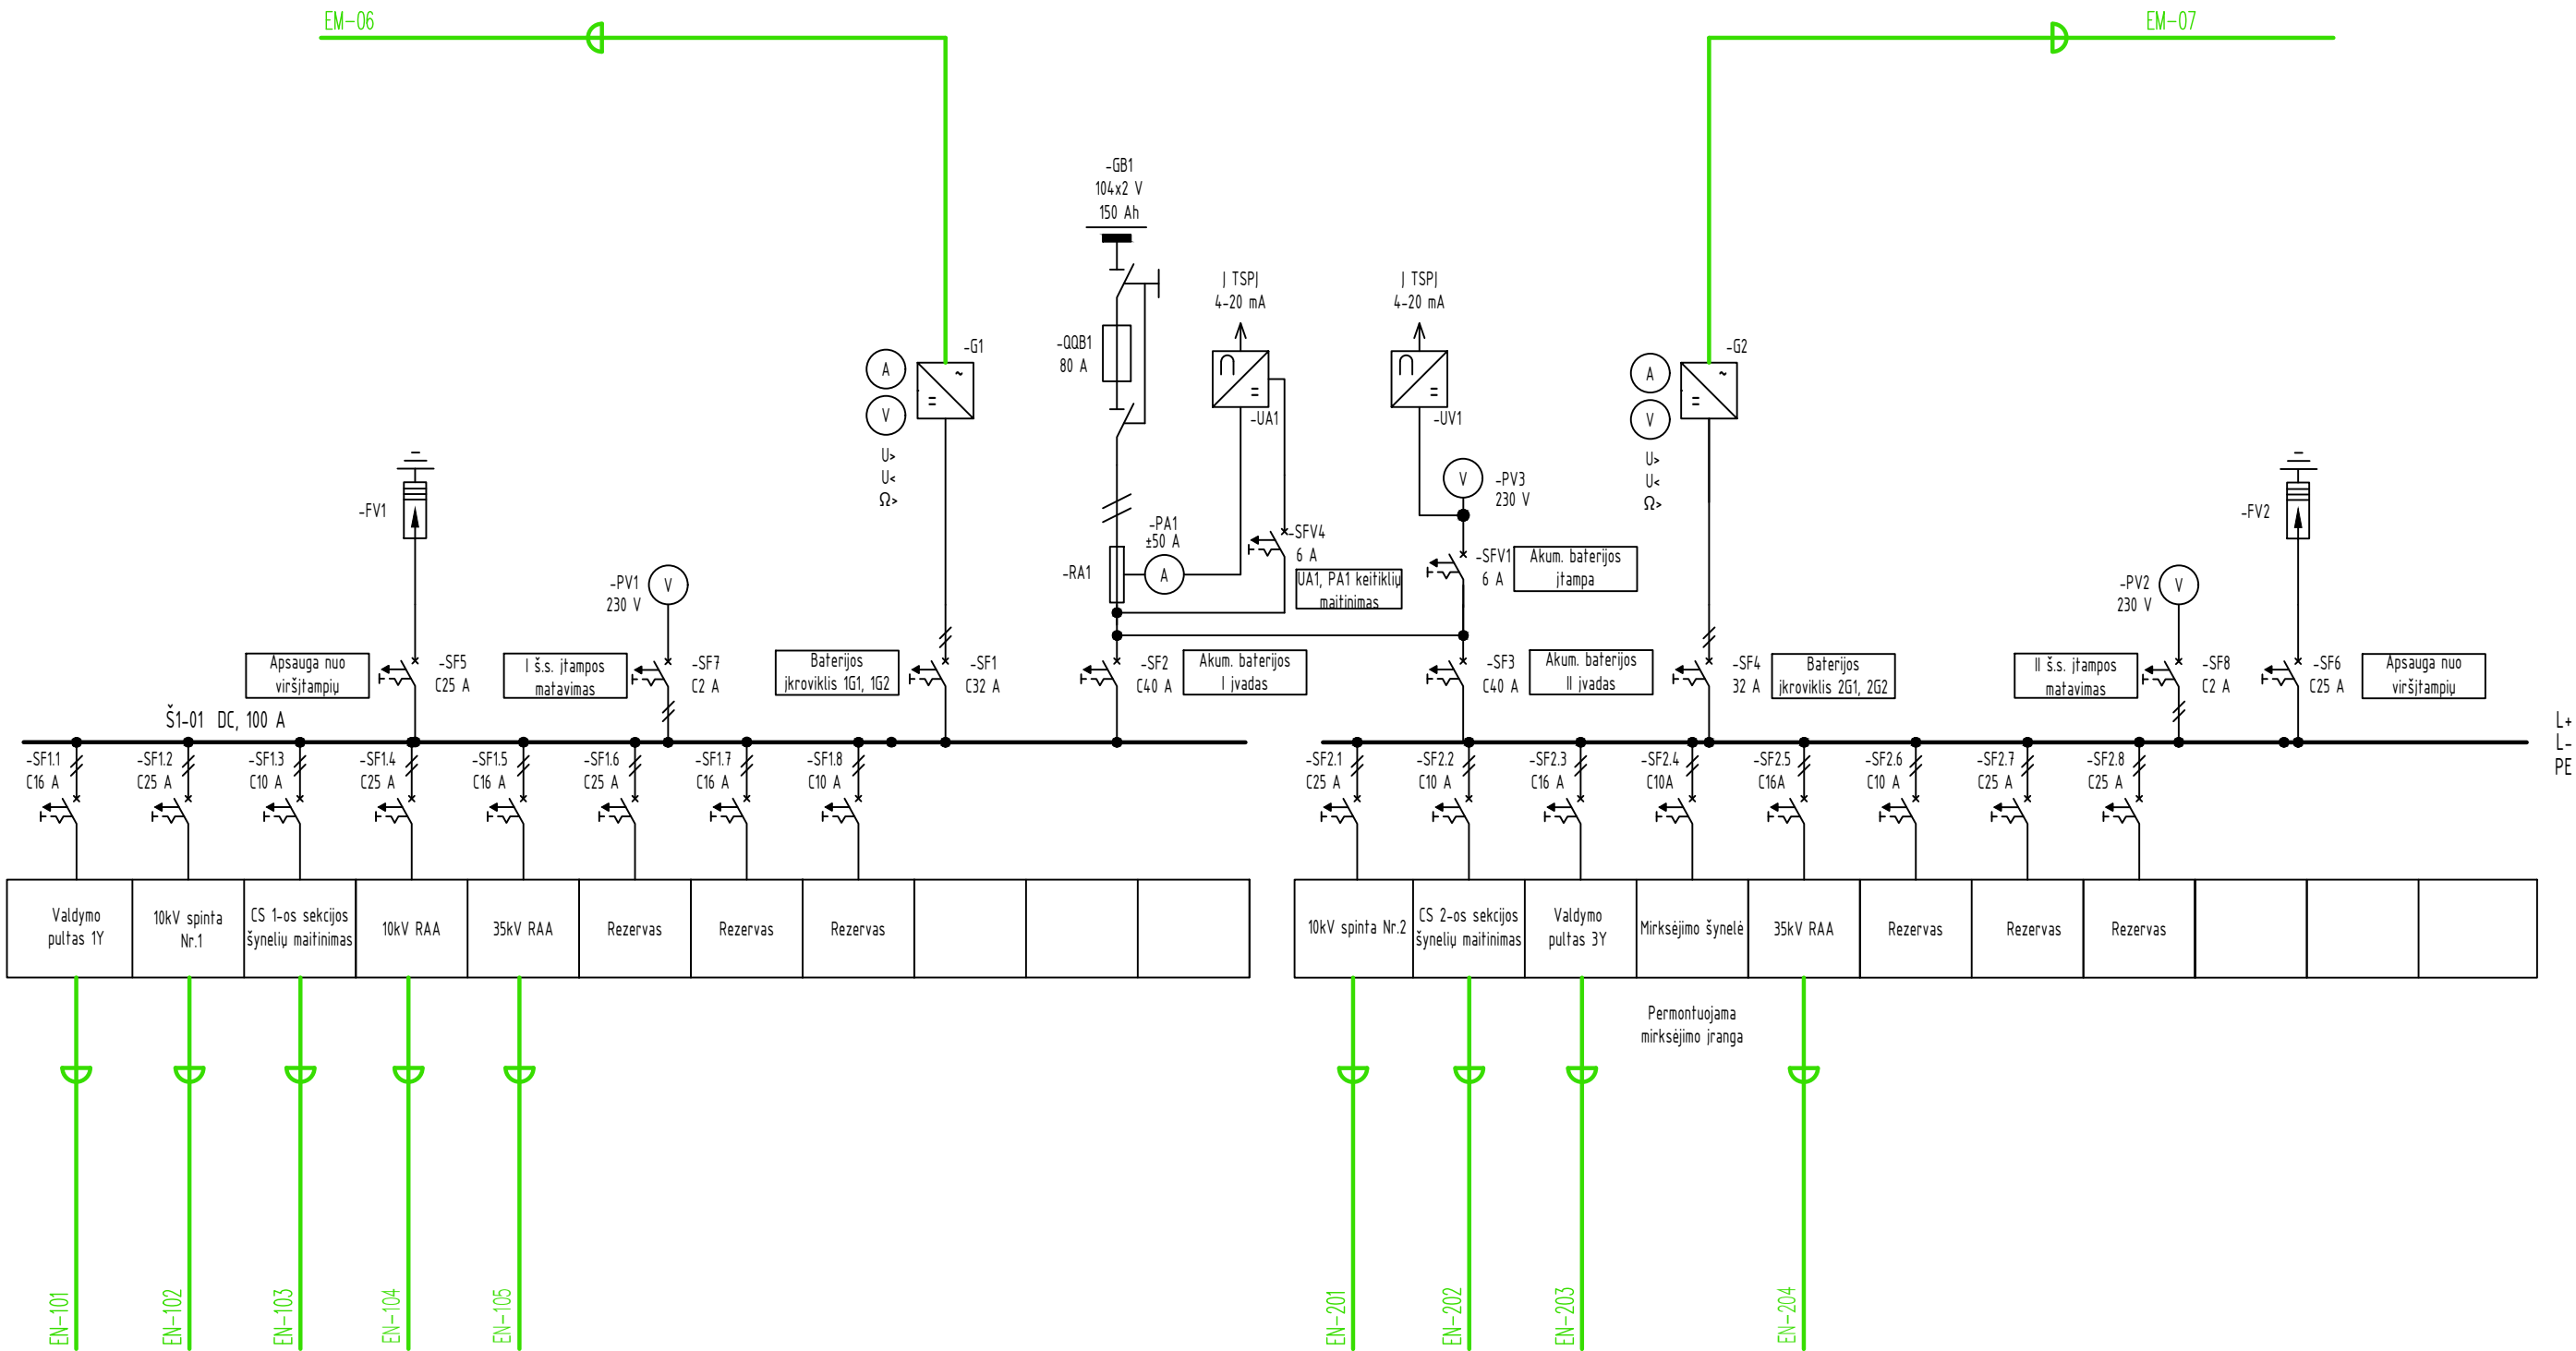 EM-06
EM-07
-GB1
104x2 V
150 Ah
Į TSPĮ
4-20 mA
Į TSPĮ
4-20 mA
-QQB1
80 A
-G1
A
V
~
=
U>
U<
Ω>
=
-UA1
=
-UV1
-G2
A
V
~
=
U>
U<
Ω>
-FV1
-PV1
230 V
V
-RA1
-PA1
±50 A
A
-SFV4
6 A
UA1, PA1 keitiklių
maitinimas
V
-PV3
230 V
-SFV1
6 A
Akum. baterijos
įtampa
-PV2
230 V
V
-FV2
Apsauga nuo
viršįtampių
-SF5
C25 A
I š.s. įtampos
matavimas
-SF7
C2 A
Baterijos
įkroviklis 1G1, 1G2
-SF1
C32 A
-SF2
C40 A
Akum. baterijos
I įvadas
-SF3
C40 A
Akum. baterijos
II įvadas
-SF4
32 A
Baterijos
įkroviklis 2G1, 2G2
II š.s. įtampos
matavimas
-SF8
C2 A
-SF6
C25 A
Apsauga nuo
viršįtampių
Š1-01 DC, 100 A
L+
L-
PE
-SF1.1
C16 A
-SF1.2
C25 A
-SF1.3
C10 A
-SF1.4
C25 A
-SF1.5
C16 A
-SF1.6
C25 A
-SF1.7
C16 A
-SF1.8
C10 A
-SF2.1
C25 A
-SF2.2
C10 A
-SF2.3
C16 A
-SF2.4
C10A
-SF2.5
C16A
-SF2.6
C10 A
-SF2.7
C25 A
-SF2.8
C25 A
Valdymo
pultas 1Y
10kV spinta
Nr.1
CS 1-os sekcijos
šynelių maitinimas
10kV RAA
35kV RAA
Rezervas
Rezervas
Rezervas
10kV spinta Nr.2
CS 2-os sekcijos
šynelių maitinimas
Valdymo
pultas 3Y
Mirksėjimo šynelė
35kV RAA
Rezervas
Rezervas
Rezervas
Permontuojama
mirksėjimo įranga
EN-101
EN-102
EN-103
EN-104
EN-105
EN-201
EN-202
EN-203
EN-204